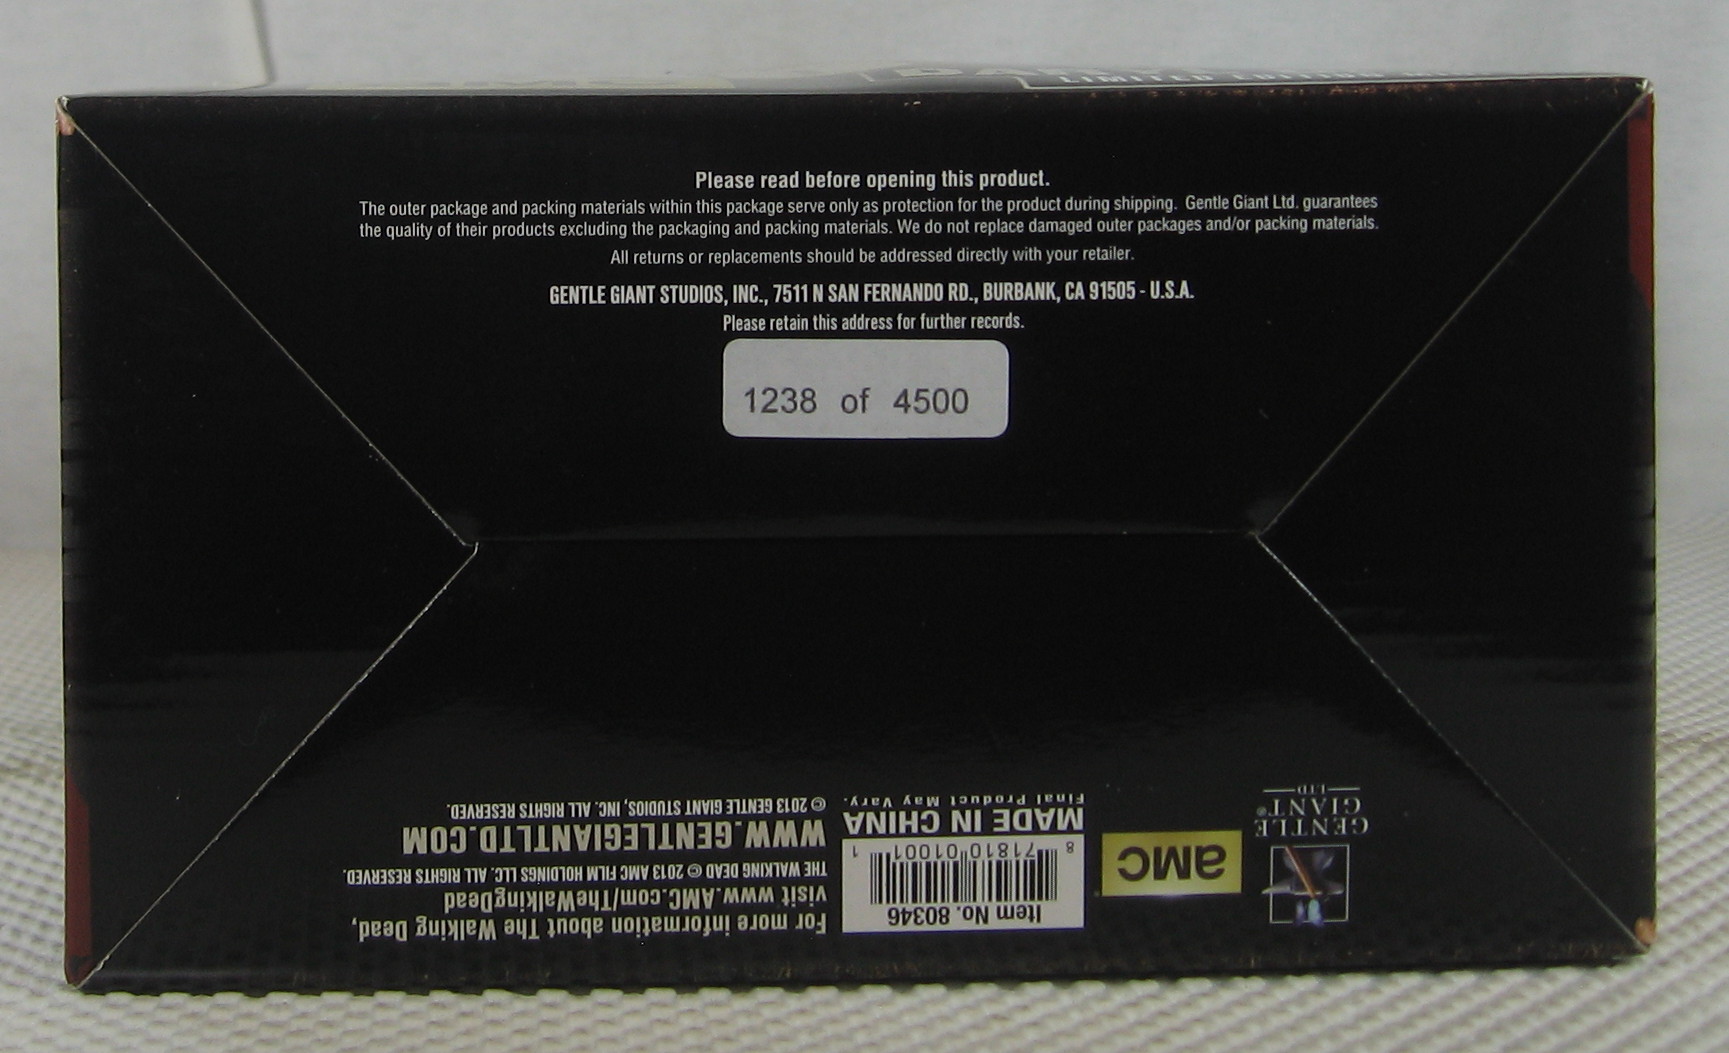 LIMITED EDITION
Please read before opening this product.
The outer package and packing materials within this package serve only as protection for the product during shipping. Gentle Giant Ltd. guarantees
the quality of their products excluding the packaging and packing materials. We do not replace damaged outer packages and/or packing materials.
All returns or replacements should be addressed directly with your retailer.
GENTLE GIANT STUDIOS, INC., 7511 N SAN FERNANDO RD., BURBANK, CA 91505 - U.S.A.
Please retain this address for further records.
1238 of 4500
For more information about The Walking Dead,
visit www.AMC.com/TheWalkingDead
THE WALKING DEAD © 2013 AMC FILM HOLDINGS LLC. ALL RIGHTS RESERVED.
WWW.GENTLEGIANTLTD.COM
© 2013 GENTLE GIANT STUDIOS, INC. ALL RIGHTS RESERVED.
Item No. 80346
8 71810 01001 1
MADE IN CHINA
Final Product May Vary.
amc
GENTLE
GIANT®
LTD